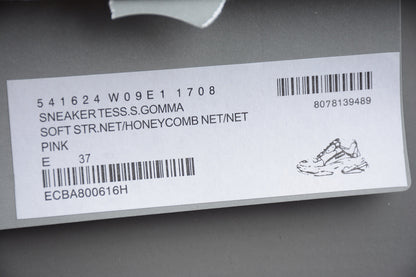 541624 W09E1 1708
SNEAKER TESS.S.GOMMA
SOFT STR.NET/HONEYCOMB NET/NET
PINK
E 37
ECBA800616H
8078139489